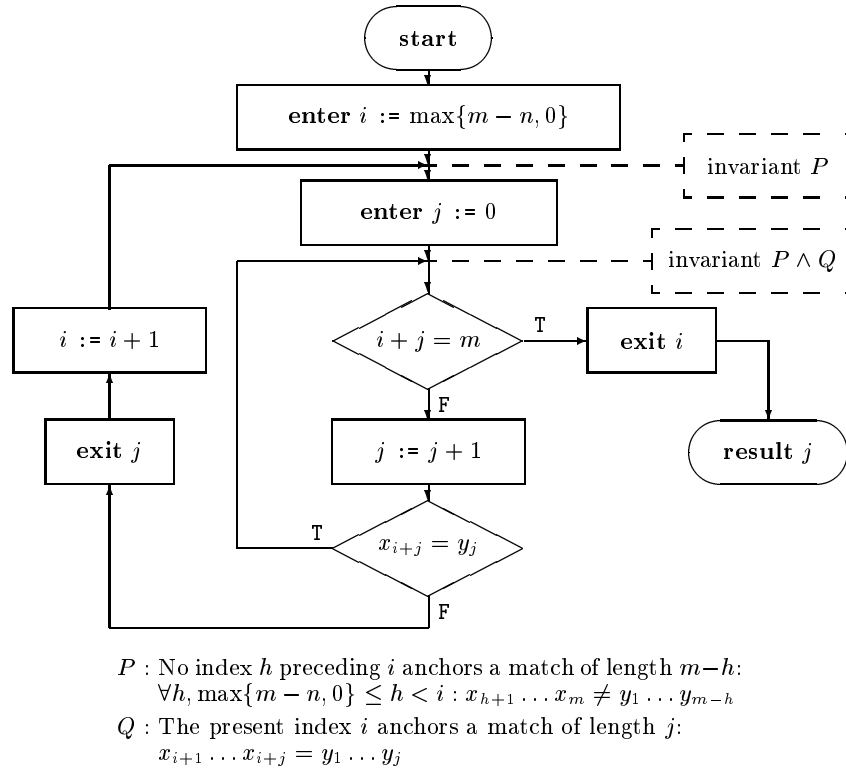 start
enter i := max{m − n, 0}
invariant P
enter j := 0
invariant P ∧ Q
i := i + 1
i + j = m
T
exit i
F
exit j
j := j + 1
result j
T
x_{i+j} = y_j
F
P : No index h preceding i anchors a match of length m−h:
∀h, max{m − n, 0} ≤ h < i : x_{h+1} . . . x_m ≠ y_1 . . . y_{m−h}
Q : The present index i anchors a match of length j:
x_{i+1} . . . x_{i+j} = y_1 . . . y_j